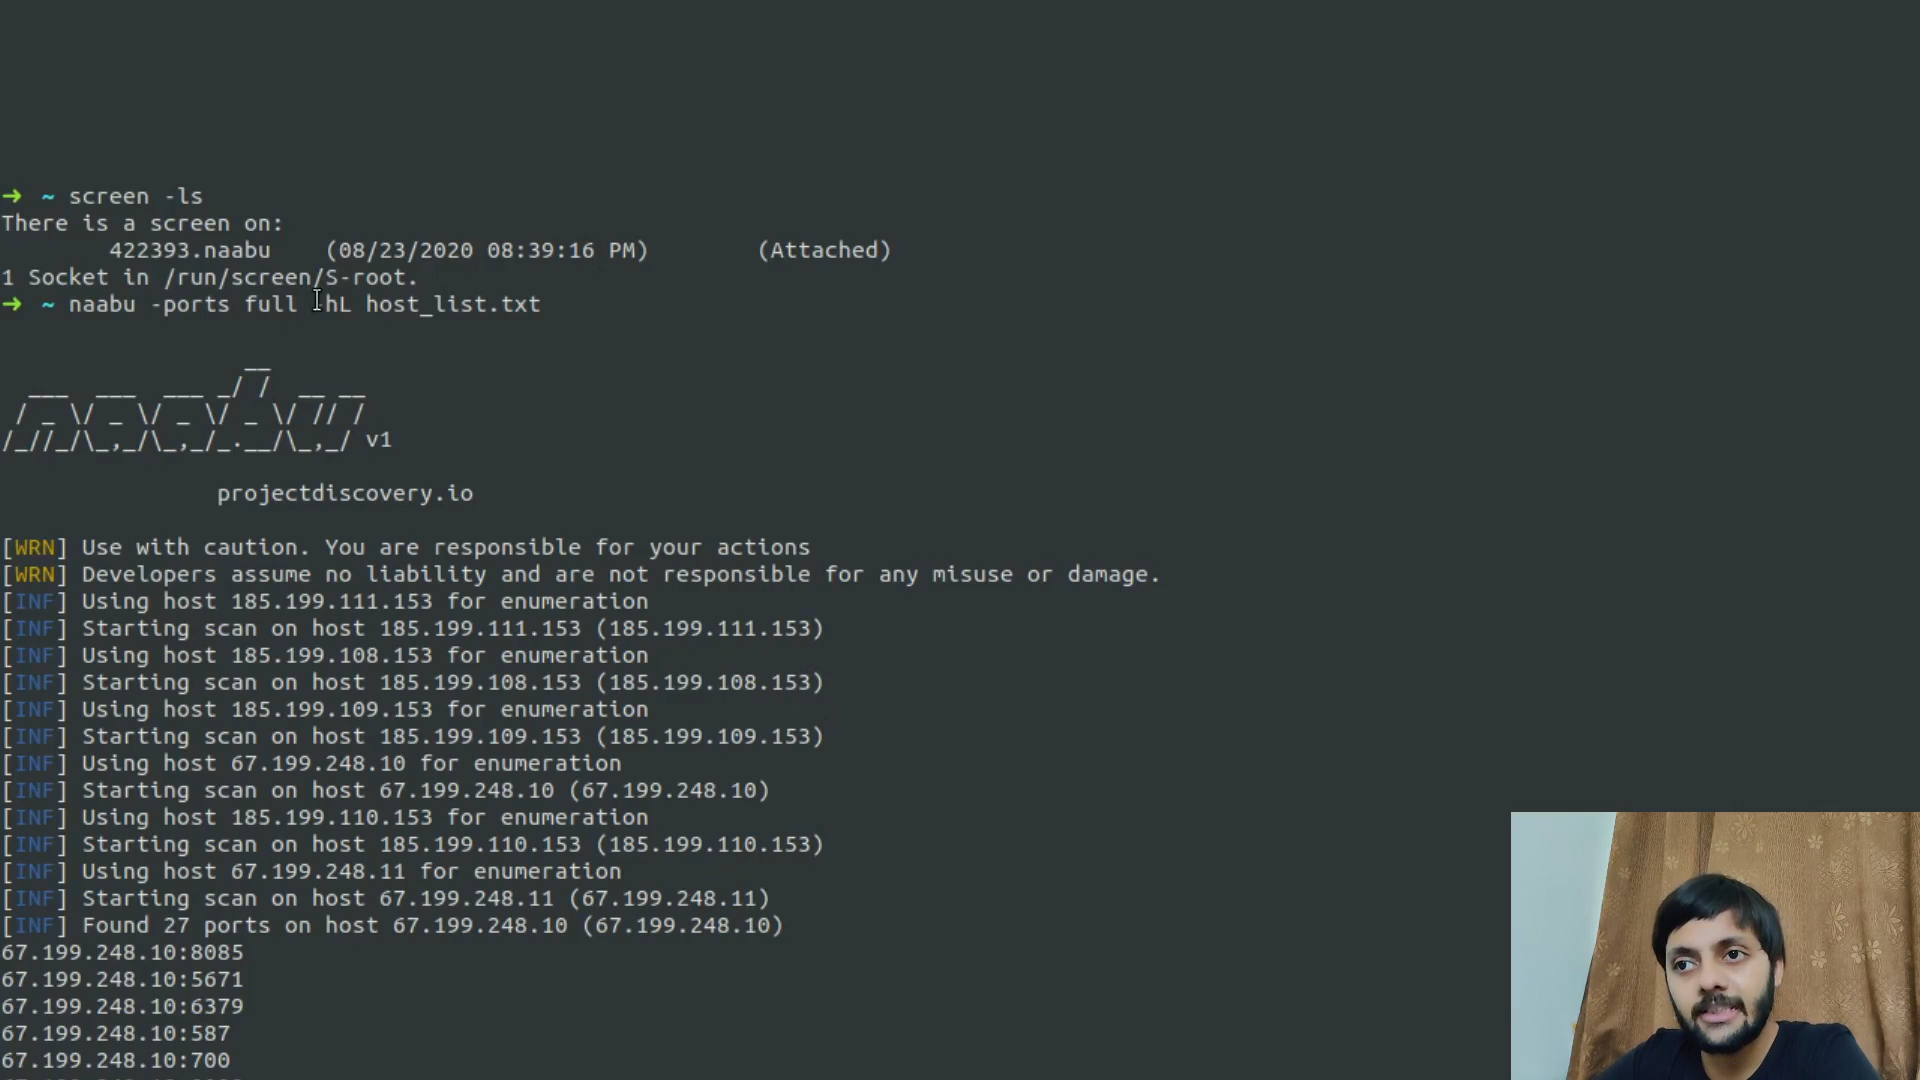 ➜ ~ screen -ls
There is a screen on:
422393.naabu (08/23/2020 08:39:16 PM) (Attached)
1 Socket in /run/screen/S-root.
➜ ~ naabu -ports full -hL host_list.txt
naabu v1
projectdiscovery.io
[WRN] Use with caution. You are responsible for your actions
[WRN] Developers assume no liability and are not responsible for any misuse or damage.
[INF] Using host 185.199.111.153 for enumeration
[INF] Starting scan on host 185.199.111.153 (185.199.111.153)
[INF] Using host 185.199.108.153 for enumeration
[INF] Starting scan on host 185.199.108.153 (185.199.108.153)
[INF] Using host 185.199.109.153 for enumeration
[INF] Starting scan on host 185.199.109.153 (185.199.109.153)
[INF] Using host 67.199.248.10 for enumeration
[INF] Starting scan on host 67.199.248.10 (67.199.248.10)
[INF] Using host 185.199.110.153 for enumeration
[INF] Starting scan on host 185.199.110.153 (185.199.110.153)
[INF] Using host 67.199.248.11 for enumeration
[INF] Starting scan on host 67.199.248.11 (67.199.248.11)
[INF] Found 27 ports on host 67.199.248.10 (67.199.248.10)
67.199.248.10:8085
67.199.248.10:5671
67.199.248.10:6379
67.199.248.10:587
67.199.248.10:700